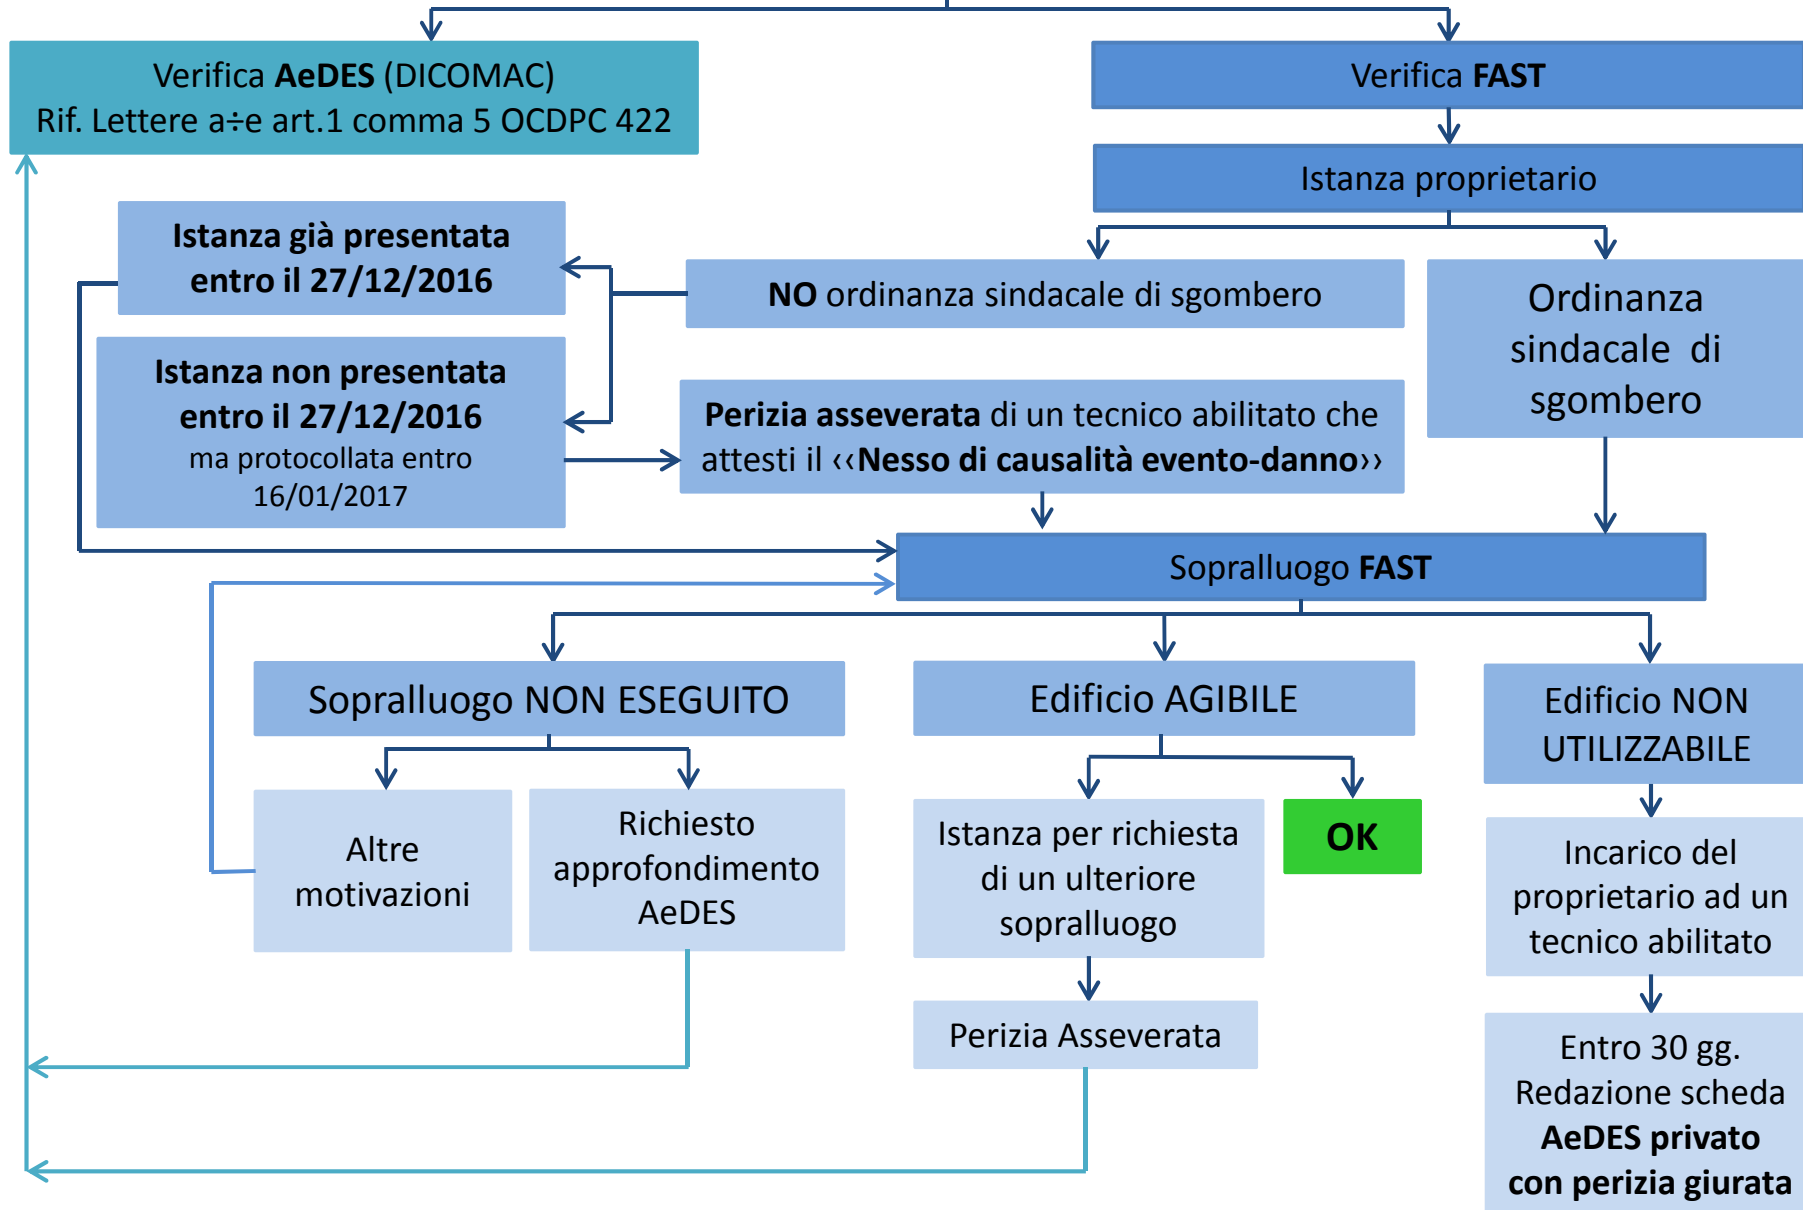 Verifica AeDES (DICOMAC)
Rif. Lettere a÷e art.1 comma 5 OCDPC 422
Verifica FAST
Istanza proprietario
Istanza già presentata
entro il 27/12/2016
NO ordinanza sindacale di sgombero
Ordinanza
sindacale di
sgombero
Istanza non presentata
entro il 27/12/2016
ma protocollata entro
16/01/2017
Perizia asseverata di un tecnico abilitato che
attesti il ‹‹Nesso di causalità evento-danno››
Sopralluogo FAST
Sopralluogo NON ESEGUITO
Edificio AGIBILE
Edificio NON
UTILIZZABILE
Altre
motivazioni
Richiesto
approfondimento
AeDES
Istanza per richiesta
di un ulteriore
sopralluogo
OK
Incarico del
proprietario ad un
tecnico abilitato
Perizia Asseverata
Entro 30 gg.
Redazione scheda
AeDES privato
con perizia giurata